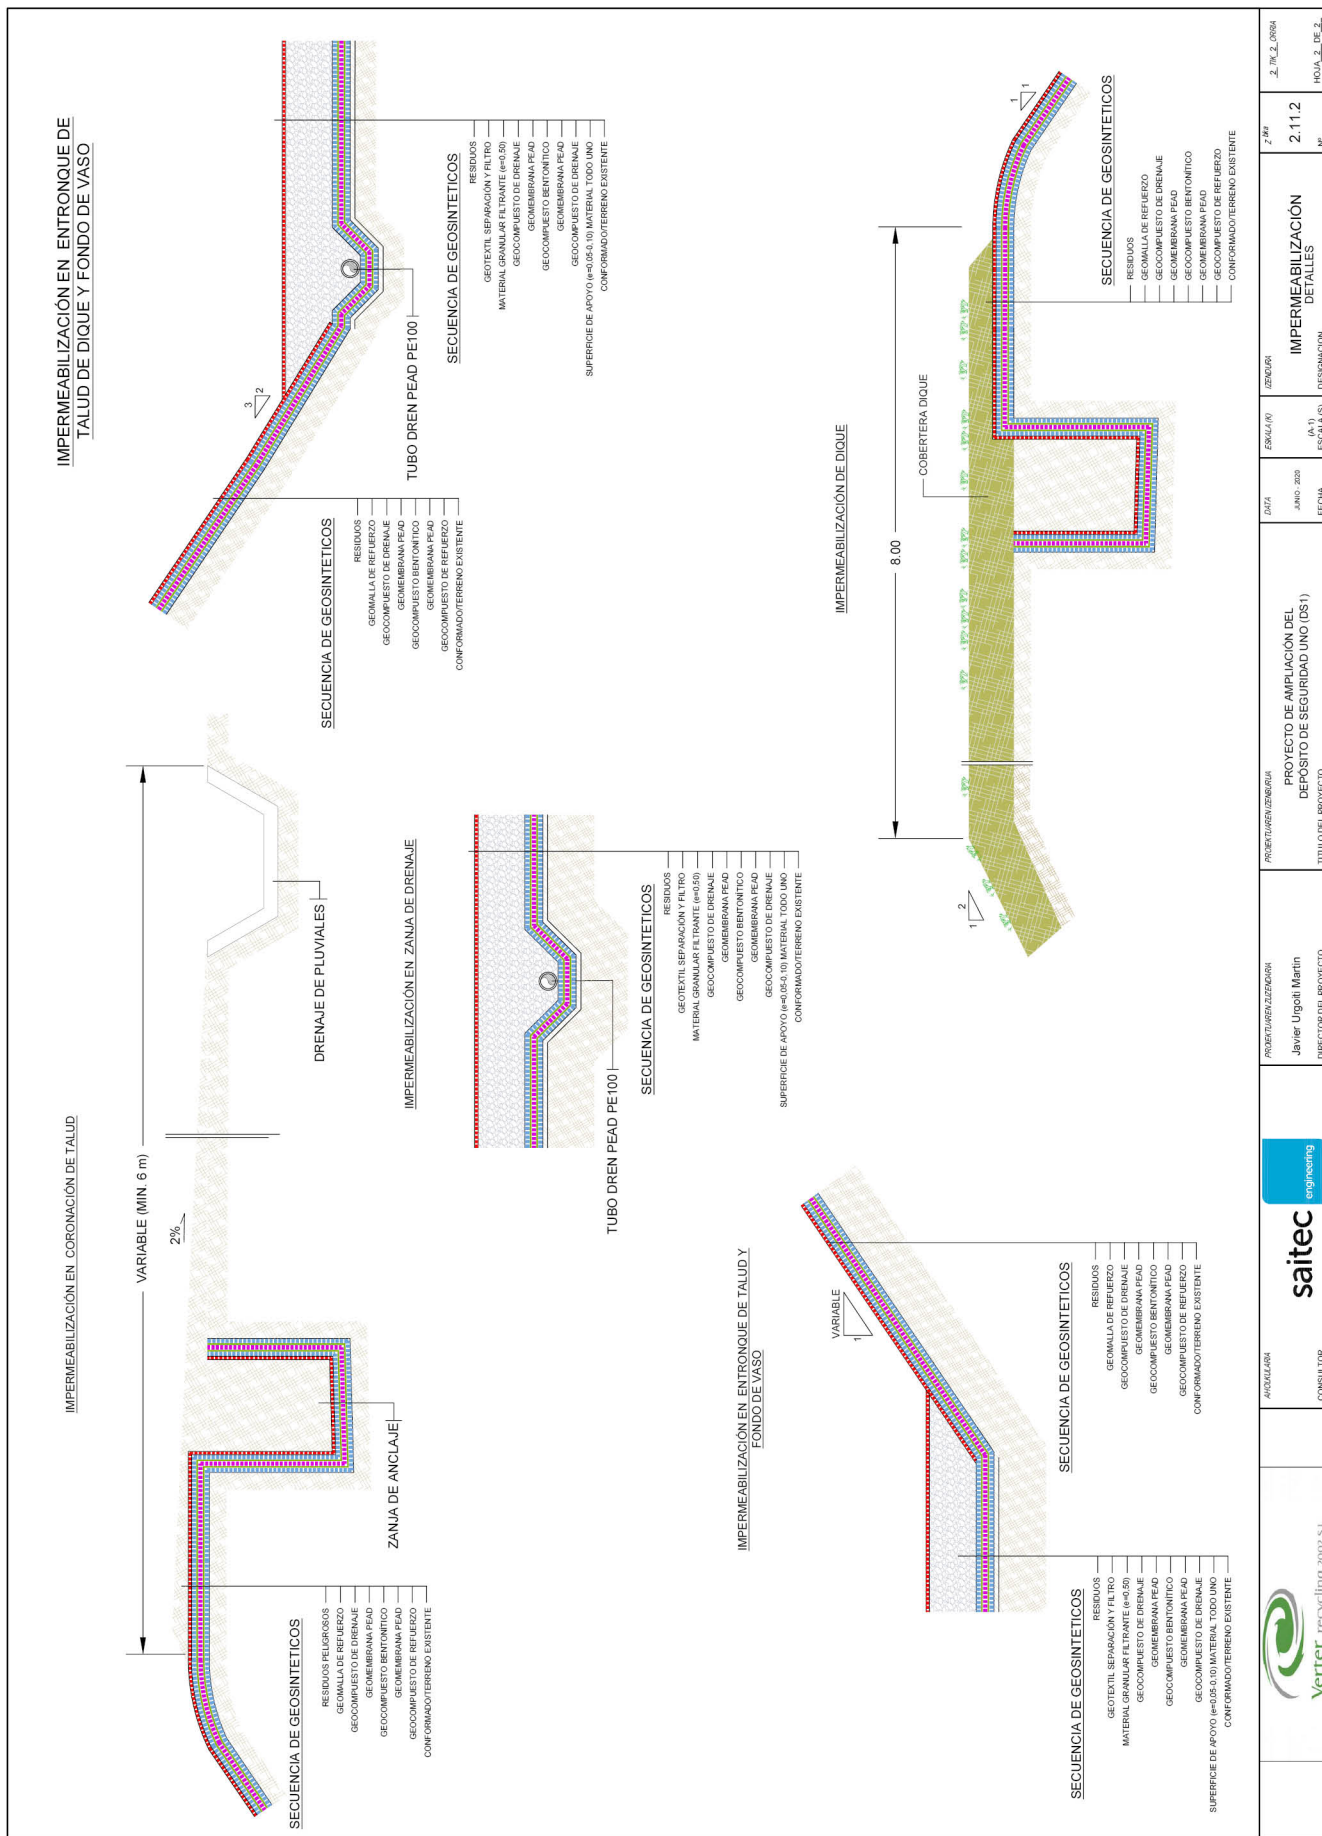 IMPERMEABILIZACIÓN EN CORONACIÓN DE TALUD
VARIABLE (MIN. 6 m)
2%
DRENAJE DE PLUVIALES
ZANJA DE ANCLAJE
SECUENCIA DE GEOSINTETICOS
RESIDUOS PELIGROSOS
GEOMALLA DE REFUERZO
GEOCOMPUESTO DE DRENAJE
GEOMEMBRANA PEAD
GEOCOMPUESTO BENTONÍTICO
GEOMEMBRANA PEAD
GEOCOMPUESTO DE REFUERZO
CONFORMADO/TERRENO EXISTENTE
IMPERMEABILIZACIÓN EN ENTRONQUE DE
TALUD DE DIQUE Y FONDO DE VASO
3
2
TUBO DREN PEAD PE100
SECUENCIA DE GEOSINTETICOS
RESIDUOS
GEOMALLA DE REFUERZO
GEOCOMPUESTO DE DRENAJE
GEOMEMBRANA PEAD
GEOCOMPUESTO BENTONÍTICO
GEOMEMBRANA PEAD
GEOCOMPUESTO DE REFUERZO
CONFORMADO/TERRENO EXISTENTE
SECUENCIA DE GEOSINTETICOS
RESIDUOS
GEOTEXTIL SEPARACIÓN Y FILTRO
MATERIAL GRANULAR FILTRANTE (e=0,50)
GEOCOMPUESTO DE DRENAJE
GEOMEMBRANA PEAD
GEOCOMPUESTO BENTONÍTICO
GEOMEMBRANA PEAD
GEOCOMPUESTO DE DRENAJE
SUPERFICIE DE APOYO (e=0,05-0,10) MATERIAL TODO UNO
CONFORMADO/TERRENO EXISTENTE
IMPERMEABILIZACIÓN EN ZANJA DE DRENAJE
TUBO DREN PEAD PE100
SECUENCIA DE GEOSINTETICOS
RESIDUOS
GEOTEXTIL SEPARACIÓN Y FILTRO
MATERIAL GRANULAR FILTRANTE (e=0,50)
GEOCOMPUESTO DE DRENAJE
GEOMEMBRANA PEAD
GEOCOMPUESTO BENTONÍTICO
GEOMEMBRANA PEAD
GEOCOMPUESTO DE DRENAJE
SUPERFICIE DE APOYO (e=0,05-0,10) MATERIAL TODO UNO
CONFORMADO/TERRENO EXISTENTE
IMPERMEABILIZACIÓN EN ENTRONQUE DE TALUD Y
FONDO DE VASO
VARIABLE
1
SECUENCIA DE GEOSINTETICOS
RESIDUOS
GEOTEXTIL SEPARACIÓN Y FILTRO
MATERIAL GRANULAR FILTRANTE (e=0,50)
GEOCOMPUESTO DE DRENAJE
GEOMEMBRANA PEAD
GEOCOMPUESTO BENTONÍTICO
GEOMEMBRANA PEAD
GEOCOMPUESTO DE DRENAJE
SUPERFICIE DE APOYO (e=0,05-0,10) MATERIAL TODO UNO
CONFORMADO/TERRENO EXISTENTE
SECUENCIA DE GEOSINTETICOS
RESIDUOS
GEOMALLA DE REFUERZO
GEOCOMPUESTO DE DRENAJE
GEOMEMBRANA PEAD
GEOCOMPUESTO BENTONÍTICO
GEOMEMBRANA PEAD
GEOCOMPUESTO DE REFUERZO
CONFORMADO/TERRENO EXISTENTE
IMPERMEABILIZACIÓN DE DIQUE
8.00
COBERTERA DIQUE
2
1
1
1
SECUENCIA DE GEOSINTETICOS
RESIDUOS
GEOMALLA DE REFUERZO
GEOCOMPUESTO DE DRENAJE
GEOMEMBRANA PEAD
GEOCOMPUESTO BENTONÍTICO
GEOMEMBRANA PEAD
GEOCOMPUESTO DE REFUERZO
CONFORMADO/TERRENO EXISTENTE
Verter recycling 2002 S.L.
AHOLKULARIA
saitec engineering
CONSULTOR
PROIEKTUAREN ZUZENDARIA
Javier Urgoiti Martin
DIRECTOR DEL PROYECTO
PROIEKTUAREN IZENBURUA
PROYECTO DE AMPLIACIÓN DEL
DEPÓSITO DE SEGURIDAD UNO (DS1)
TITULO DEL PROYECTO
DATA
JUNIO - 2020
FECHA
ESKALA (K)
(A-1)
ESCALA (S)
IZENDURA
IMPERMEABILIZACIÓN
DETALLES
DESIGNACION
Z.bkia
2.11.2
Nº
2 TIK 2 ORRIA
HOJA 2 DE 2